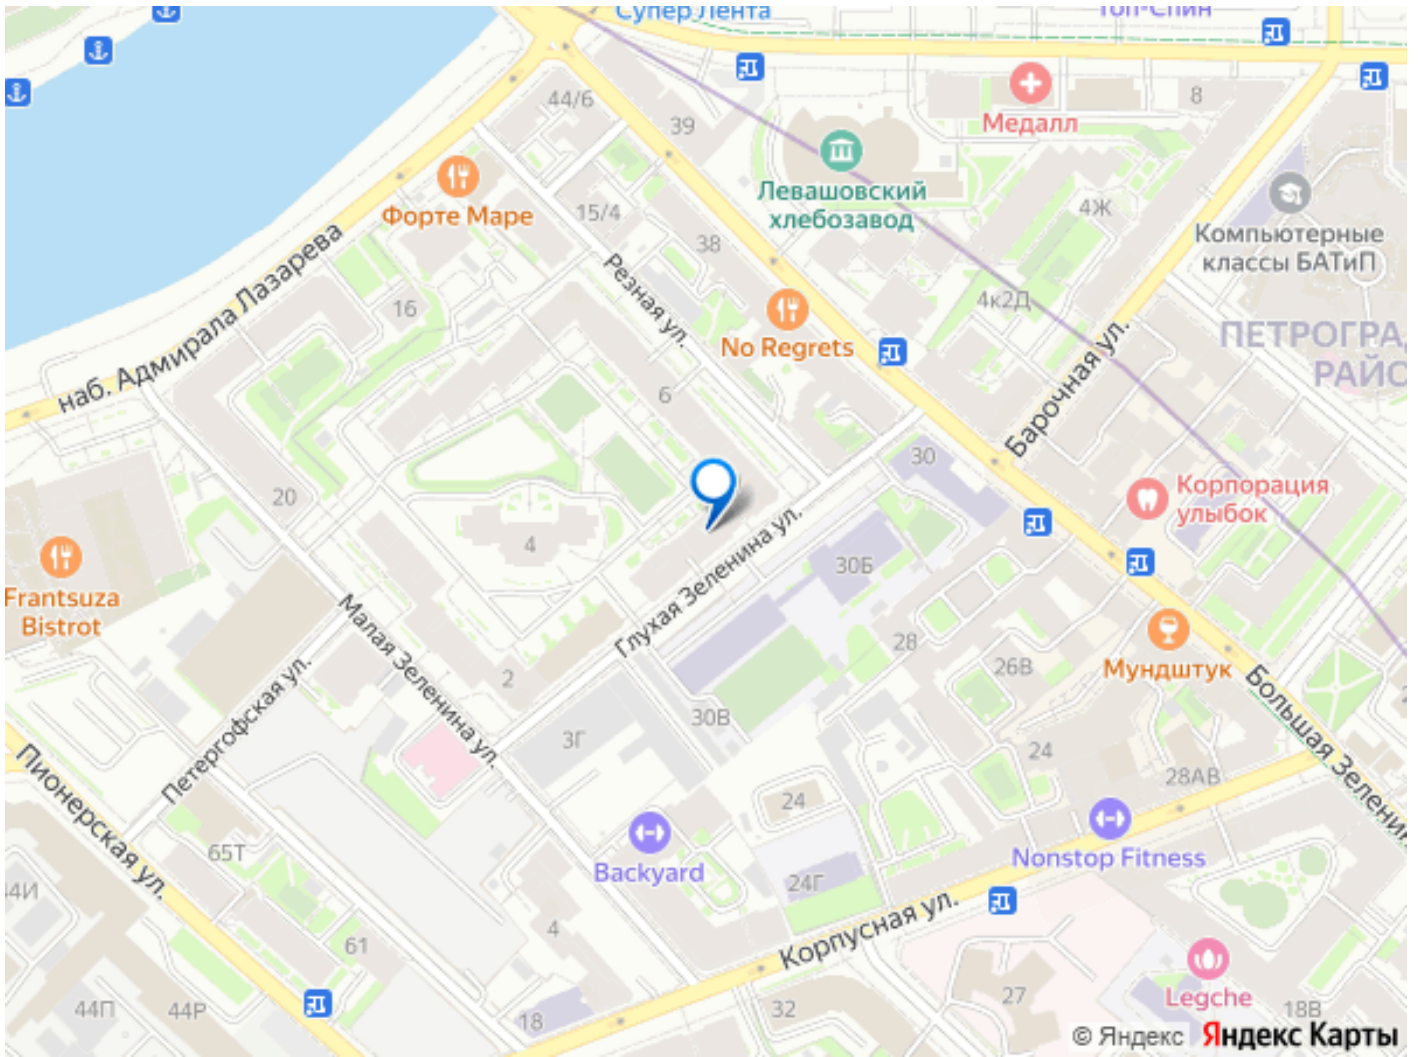 Супер Лента
Топ-Спин
44/6
39
8
Медалл
Левашовский
хлебозавод
Форте Маре
15/4
38
4Ж
Компьютерные
классы БАТиП
наб. Адмирала Лазарева
16
Резная ул.
4к2Д
No Regrets
Барочная ул.
6
30
20
Корпорация
улыбок
4
30Б
Глухая Зеленина ул.
Frantsuza
Bistrot
Малая Зеленина ул.
28
26В
Мундштук
2
Петергофская ул.
30В
3Г
24
Большая Зеленин
28АВ
Пионерская ул.
24
65Т
Backyard
Nonstop Fitness
24Г
44И
4
61
Корпусная ул.
44П
44Р
18
32
27
Legche
18В
© Яндекс Яндекс Карты